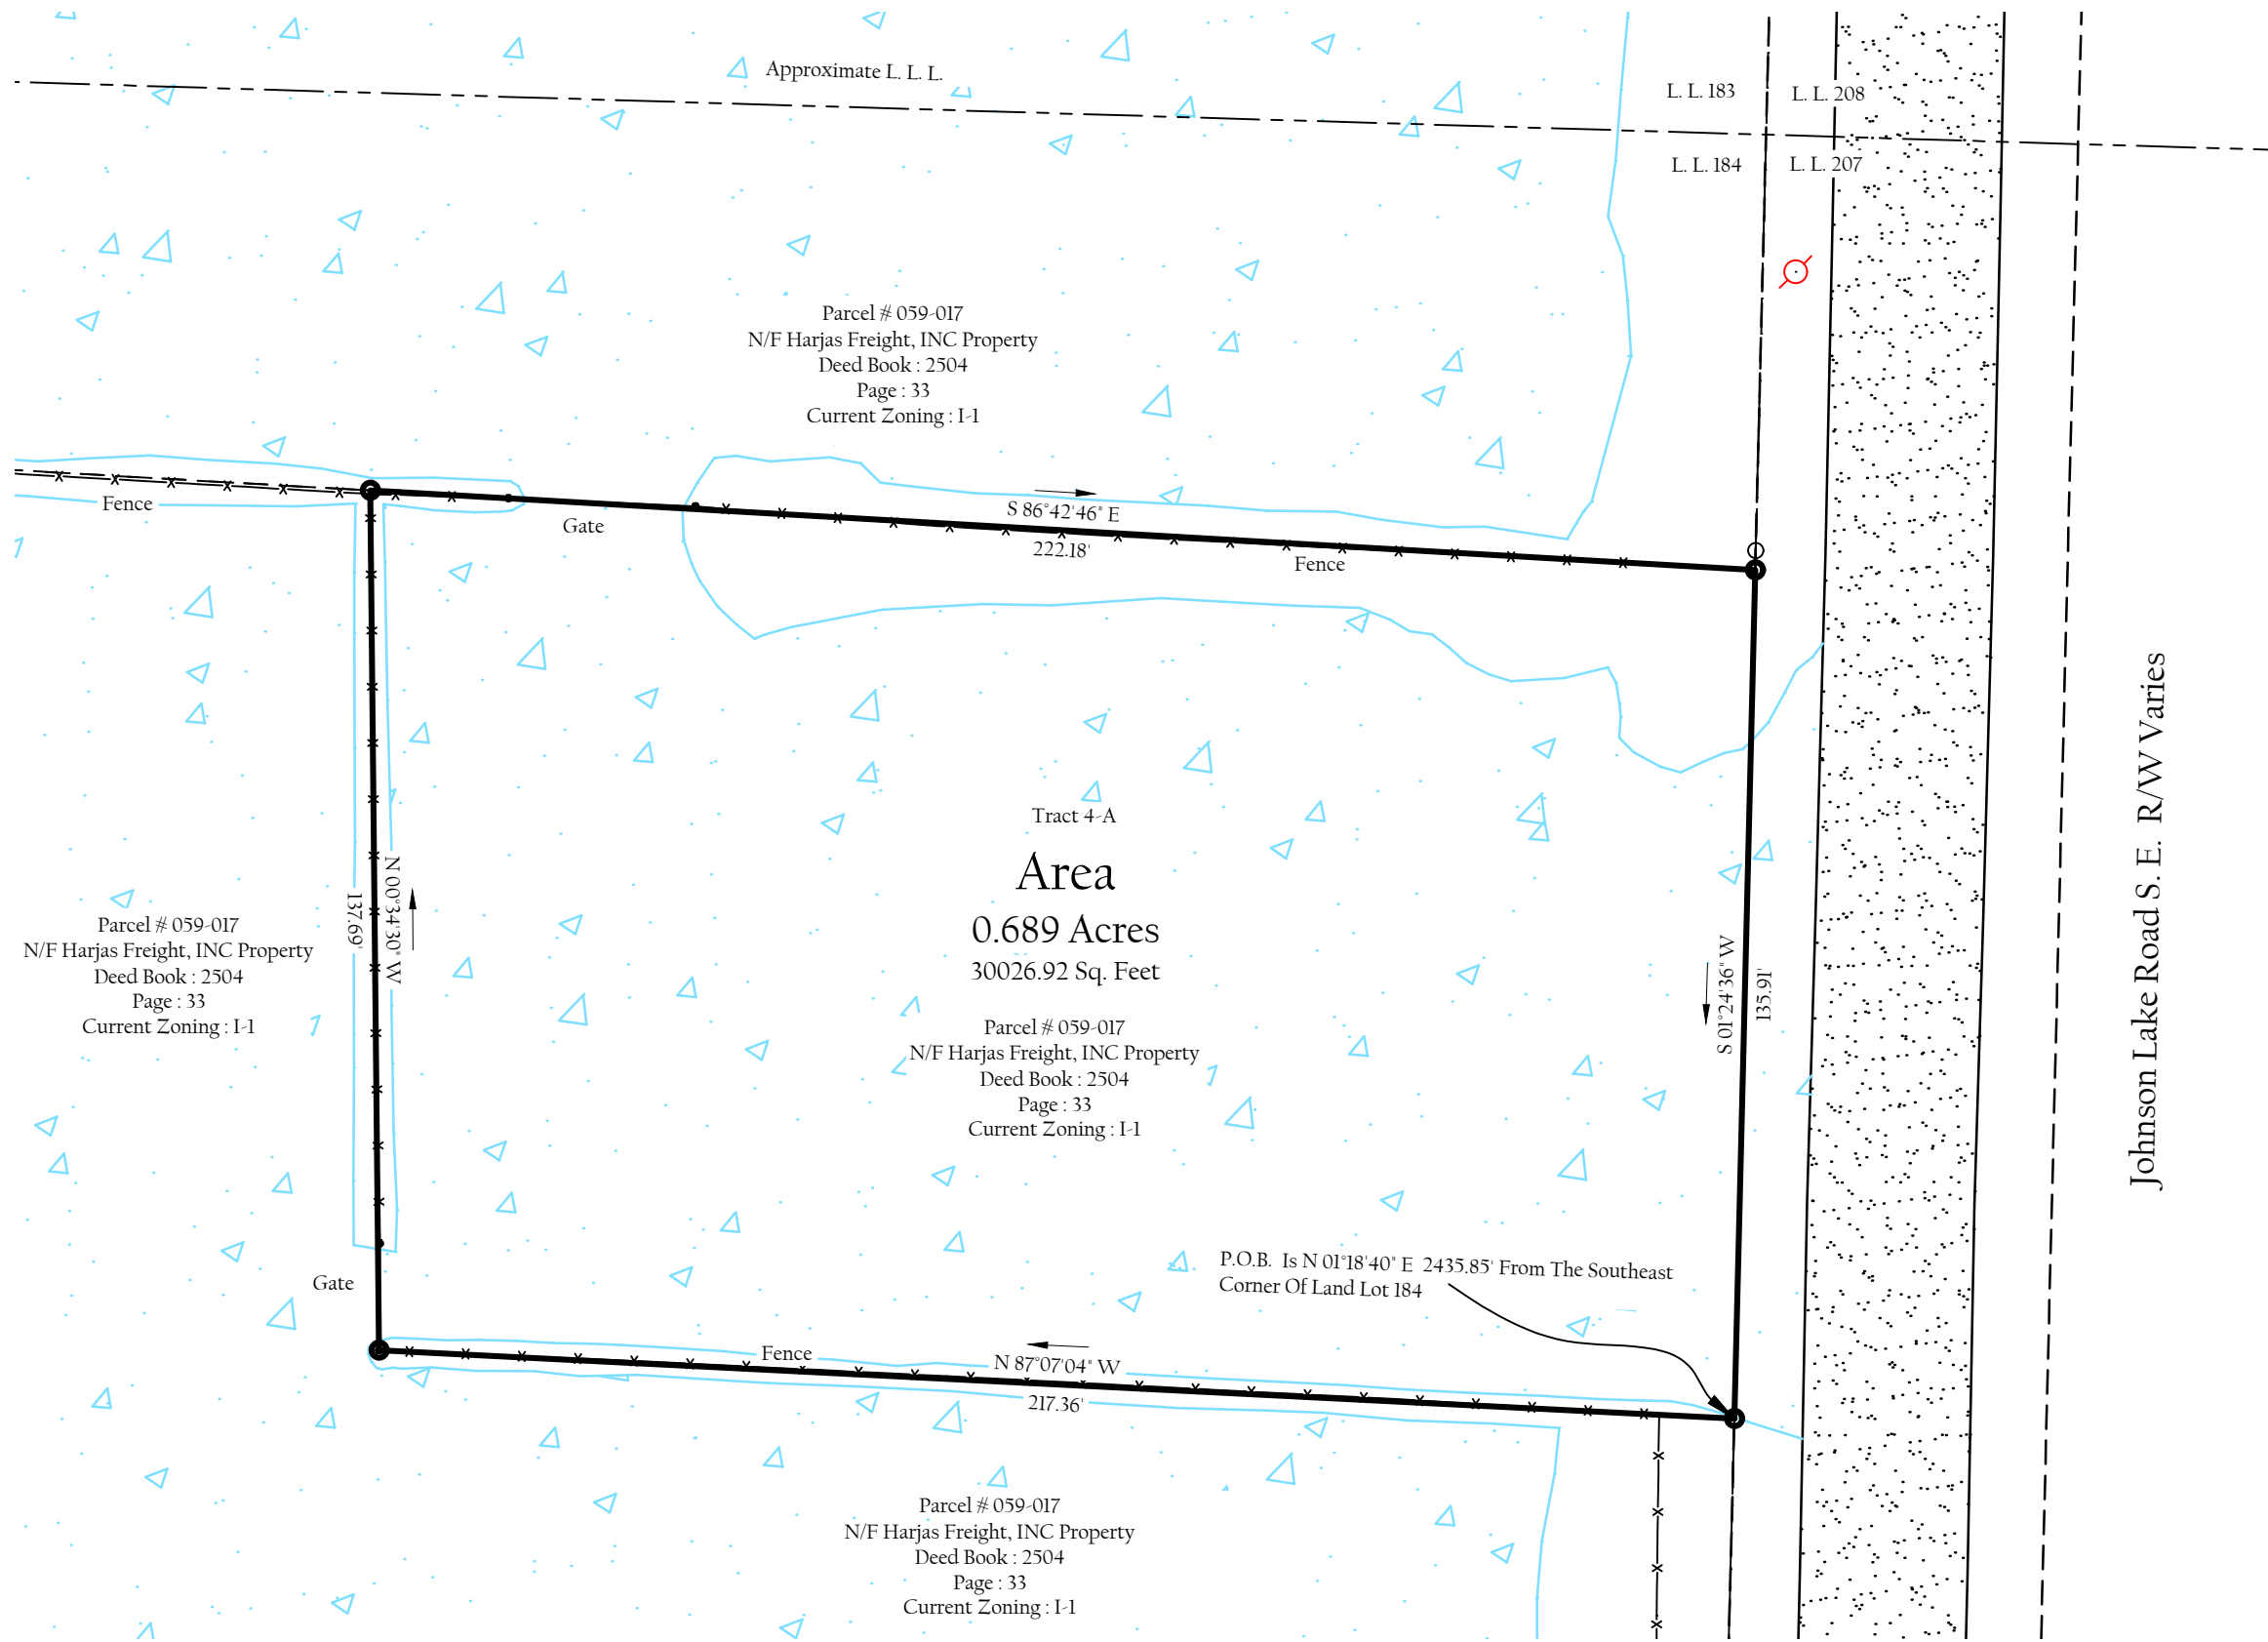 Approximate L. L. L.
L. L. 183
L. L. 208
L. L. 184
L. L. 207
Parcel # 059-017
N/F Harjas Freight, INC Property
Deed Book : 2504
Page : 33
Current Zoning : I-1
Fence
Gate
S 86°42'46" E
222.18'
Fence
Tract 4-A
Area
0.689 Acres
30026.92 Sq. Feet
Parcel # 059-017
N/F Harjas Freight, INC Property
Deed Book : 2504
Page : 33
Current Zoning : I-1
Parcel # 059-017
N/F Harjas Freight, INC Property
Deed Book : 2504
Page : 33
Current Zoning : I-1
N 00°34'30" W
137.69'
S 01°24'36" W
135.91'
Johnson Lake Road S. E. R/W Varies
P.O.B. Is N 01°18'40" E 2435.85' From The Southeast
Corner Of Land Lot 184
Gate
Fence
N 87°07'04" W
217.36'
Parcel # 059-017
N/F Harjas Freight, INC Property
Deed Book : 2504
Page : 33
Current Zoning : I-1